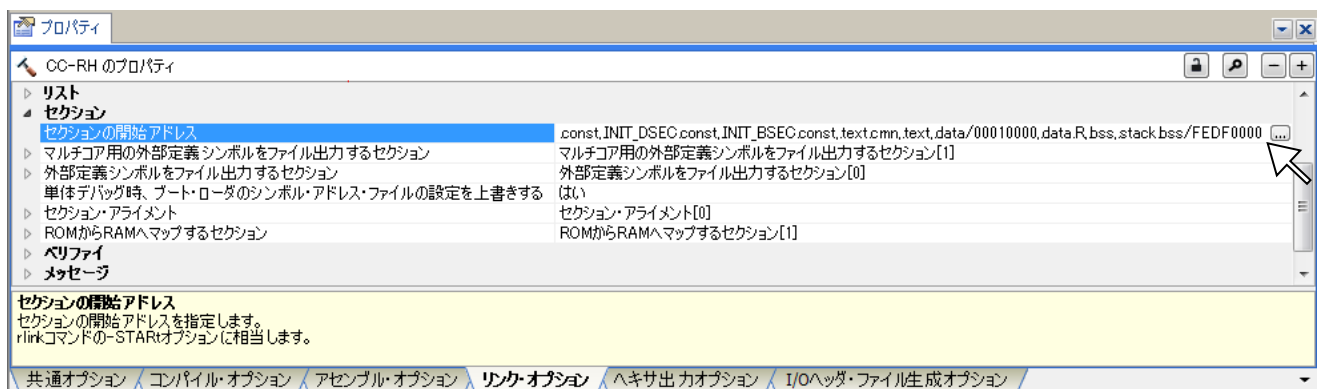 プロパティ
CC-RH のプロパティ
リスト
セクション
セクションの開始アドレス .const,INIT_DSEC.const,INIT_BSEC.const,.text.cmn,.text,.data/00010000,.data.R,.bss,.stack.bss/FEDF0000 ...
マルチコア用の外部定義シンボルをファイル出力するセクション マルチコア用の外部定義シンボルをファイル出力するセクション[1]
外部定義シンボルをファイル出力するセクション 外部定義シンボルをファイル出力するセクション[0]
単体デバッグ時、ブート・ローダのシンボル・アドレス・ファイルの設定を上書きする はい
セクション・アライメント セクション・アライメント[0]
ROMからRAMへマップするセクション ROMからRAMへマップするセクション[1]
ベリファイ
メッセージ
セクションの開始アドレス
セクションの開始アドレスを指定します。
rlinkコマンドの-STARtオプションに相当します。
共通オプション コンパイル・オプション アセンブル・オプション リンク・オプション ヘキサ出力オプション I/Oヘッダ・ファイル生成オプション